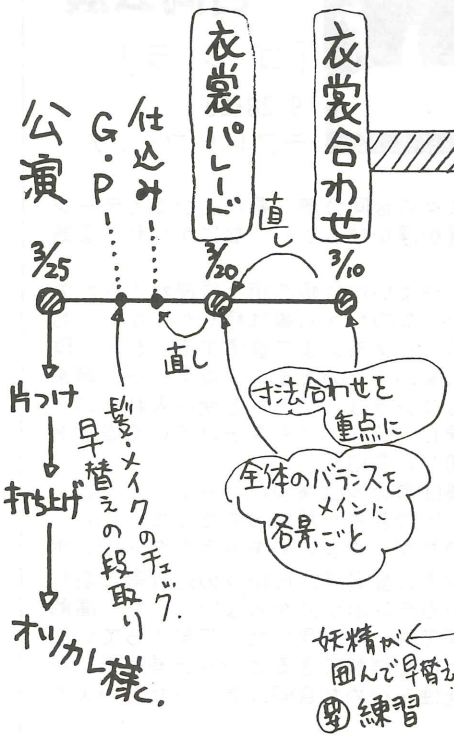 衣裳合わせ
衣裳パレード
仕込み
G・P
公演
3/10
直し
3/20
直し
3/25
寸法合わせを
重点に
全体のバランスを
メインに
各景ごと
髪・メイクのチェック.
早替えの段取り
片つけ
打ち上げ
オツカレ様.
妖精が
囲んで早替え
要練習